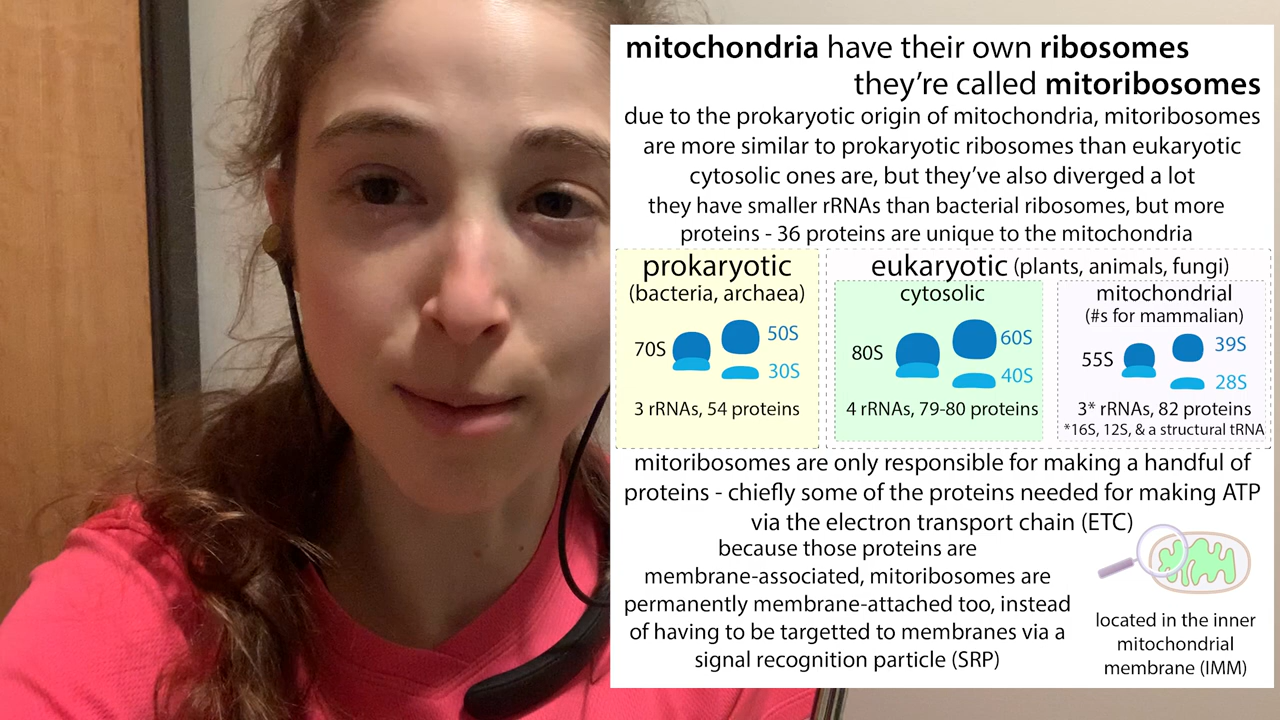 mitochondria have their own ribosomes
they're called mitoribosomes
due to the prokaryotic origin of mitochondria, mitoribosomes
are more similar to prokaryotic ribosomes than eukaryotic
cytosolic ones are, but they've also diverged a lot
they have smaller rRNAs than bacterial ribosomes, but more
proteins - 36 proteins are unique to the mitochondria
prokaryotic
(bacteria, archaea)
70S
50S
30S
3 rRNAs, 54 proteins
eukaryotic (plants, animals, fungi)
cytosolic
80S
60S
40S
4 rRNAs, 79-80 proteins
mitochondrial
(#s for mammalian)
55S
39S
28S
3* rRNAs, 82 proteins
*16S, 12S, & a structural tRNA
mitoribosomes are only responsible for making a handful of
proteins - chiefly some of the proteins needed for making ATP
via the electron transport chain (ETC)
because those proteins are
membrane-associated, mitoribosomes are
permanently membrane-attached too, instead
of having to be targetted to membranes via a
signal recognition particle (SRP)
located in the inner
mitochondrial
membrane (IMM)